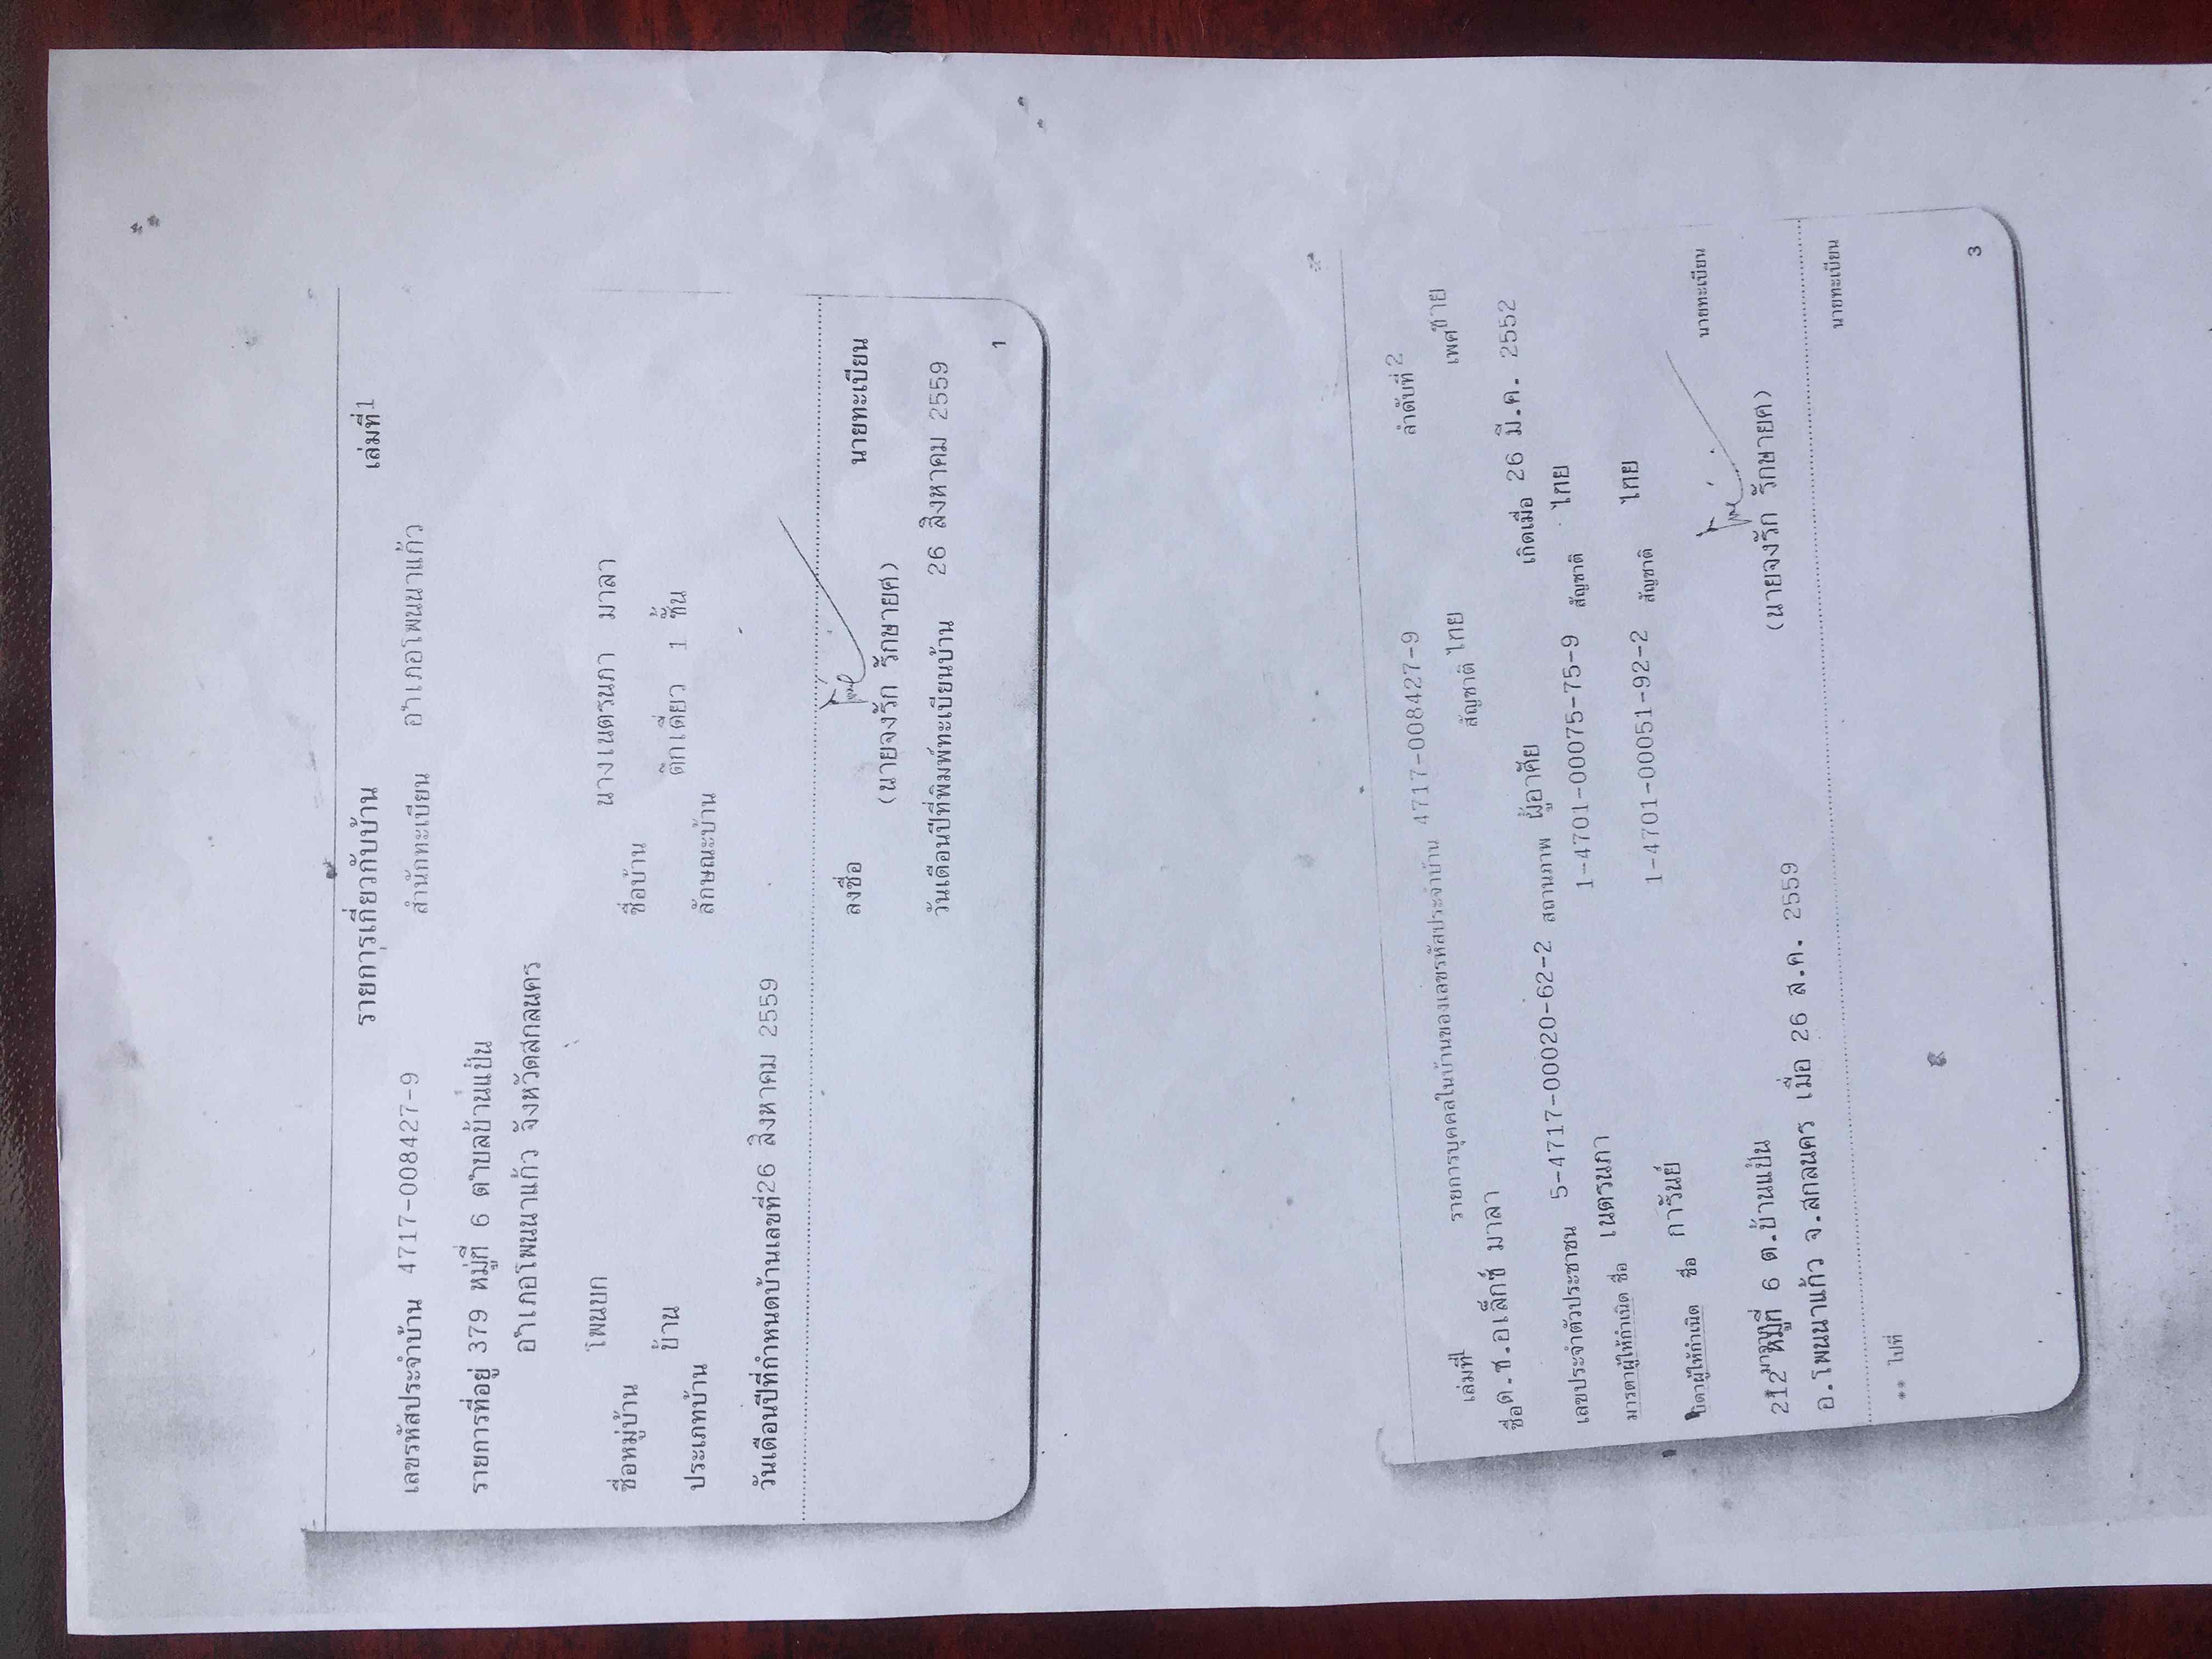 รายการเกี่ยวกับบ้าน เล่มที่ 1
เลขรหัสประจำบ้าน 4717-008427-9 สำนักทะเบียน อำเภอโพนนาแก้ว
รายการที่อยู่ 379 หมู่ที่ 6 ตำบลบ้านแป้น
อำเภอโพนนาแก้ว จังหวัดสกลนคร
ชื่อหมู่บ้าน โพนบก ชื่อบ้าน นางเนตรนภา มาลา
ประเภทบ้าน บ้าน ลักษณะบ้าน ตึกเดี่ยว 1 ชั้น
วันเดือนปีที่กำหนดบ้านเลขที่ 26 สิงหาคม 2559
ลงชื่อ นายทะเบียน
(นายจงรัก รักษายศ)
วันเดือนปีที่พิมพ์ทะเบียนบ้าน 26 สิงหาคม 2559
1
เล่มที่ 1 รายการบุคคลในบ้านของเลขรหัสประจำบ้าน 4717-008427-9 ลำดับที่ 2
ชื่อ ด.ช.อเล็กซ์ มาลา สัญชาติ ไทย เพศ ชาย
เลขประจำตัวประชาชน 5-4717-00020-62-2 สถานภาพ ผู้อาศัย เกิดเมื่อ 26 มี.ค. 2552
มารดาผู้ให้กำเนิด ชื่อ เนตรนภา 1-4701-00075-75-9 สัญชาติ ไทย
บิดาผู้ให้กำเนิด ชื่อ การันย์ 1-4701-00051-92-2 สัญชาติ ไทย
212 หมู่ที่ 6 ต.บ้านแป้น นายทะเบียน
อ.โพนนาแก้ว จ.สกลนคร เมื่อ 26 ส.ค. 2559 (นายจงรัก รักษายศ)
** ไปที่ นายทะเบียน
3